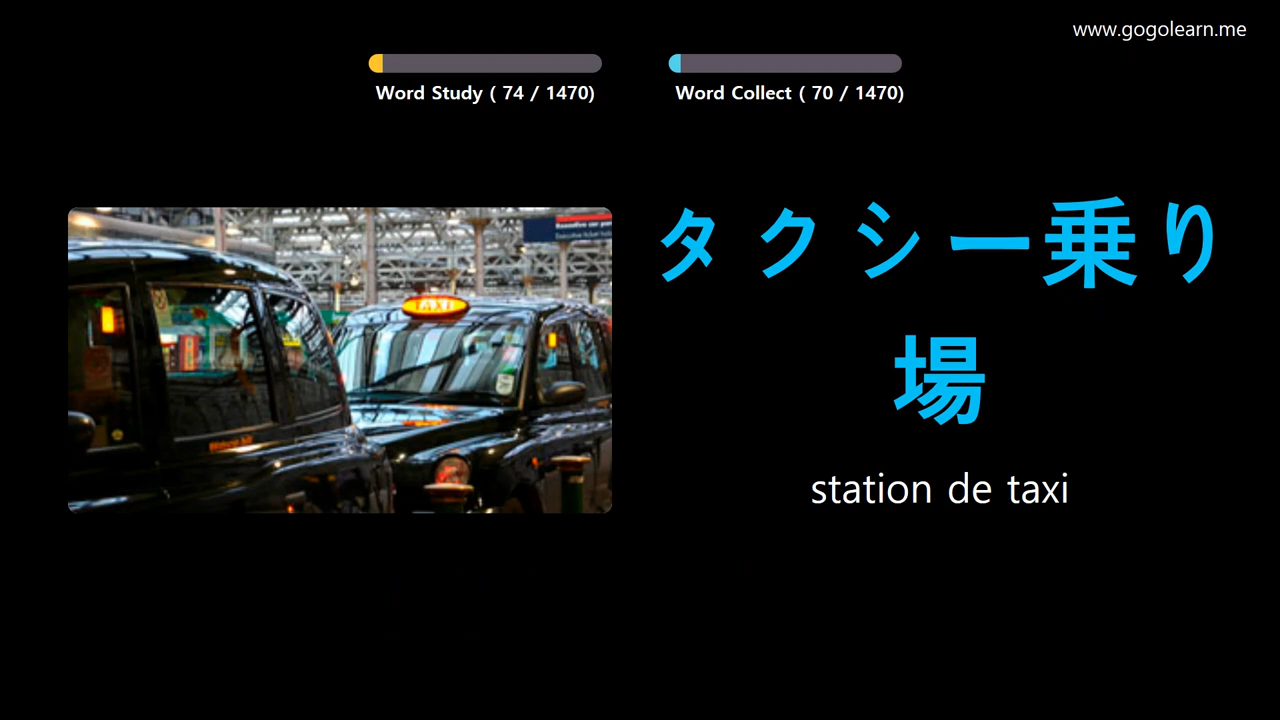 www.gogolearn.me
Word Study ( 74 / 1470)
Word Collect ( 70 / 1470)
タクシー乗り
場
station de taxi
TAXI